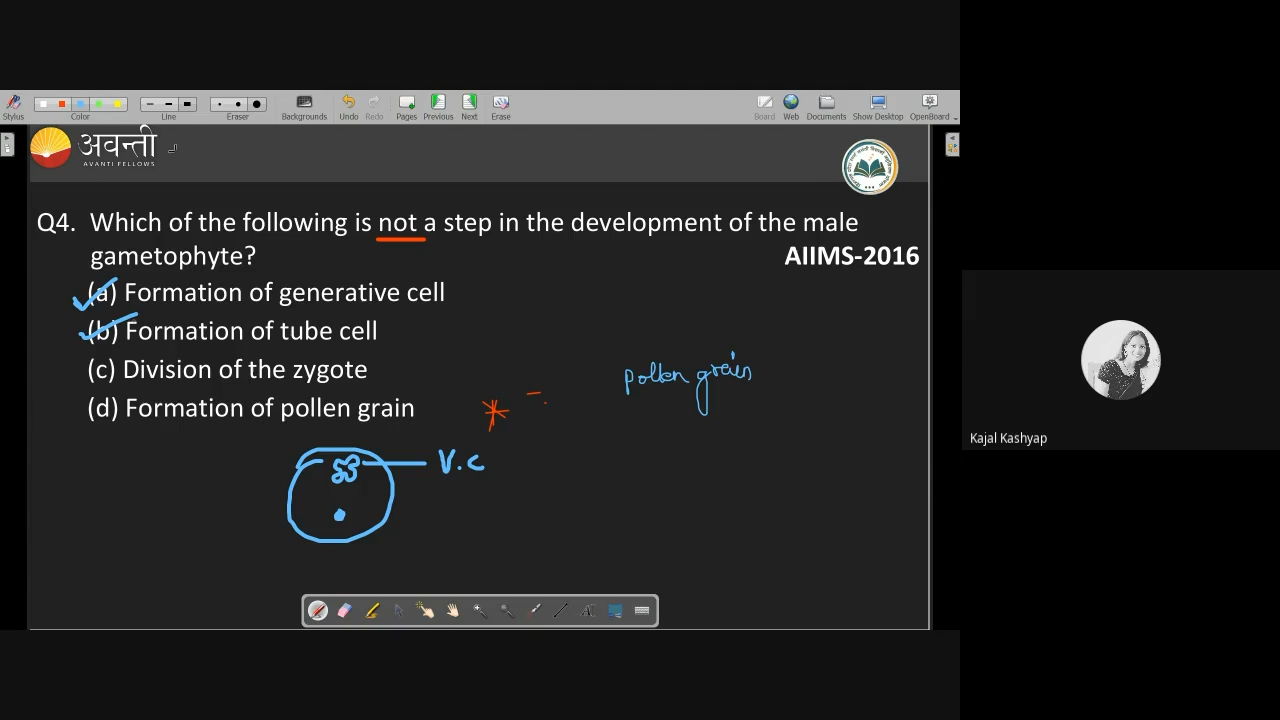 Stylus
Color
Line
Eraser
Backgrounds
Undo
Redo
Pages
Previous
Next
Erase
Board
Web
Documents
Show Desktop
OpenBoard
अवन्ती
AVANTI FELLOWS
Q4. Which of the following is not a step in the development of the male
gametophyte? AIIMS-2016
(a) Formation of generative cell
(b) Formation of tube cell
(c) Division of the zygote
(d) Formation of pollen grain
pollen grain
V.C
Kajal Kashyap